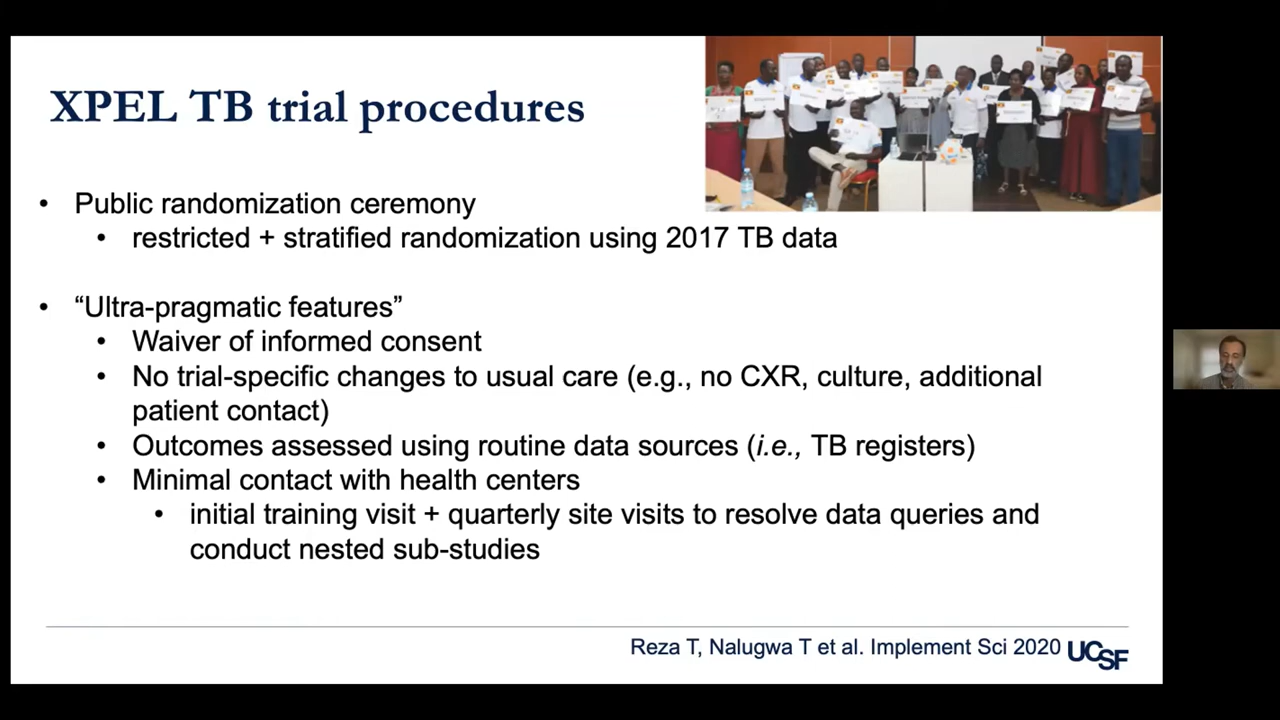 XPEL TB trial procedures
• Public randomization ceremony
• restricted + stratified randomization using 2017 TB data
• “Ultra-pragmatic features”
• Waiver of informed consent
• No trial-specific changes to usual care (e.g., no CXR, culture, additional
patient contact)
• Outcomes assessed using routine data sources (i.e., TB registers)
• Minimal contact with health centers
• initial training visit + quarterly site visits to resolve data queries and
conduct nested sub-studies
Reza T, Nalugwa T et al. Implement Sci 2020
UCSF